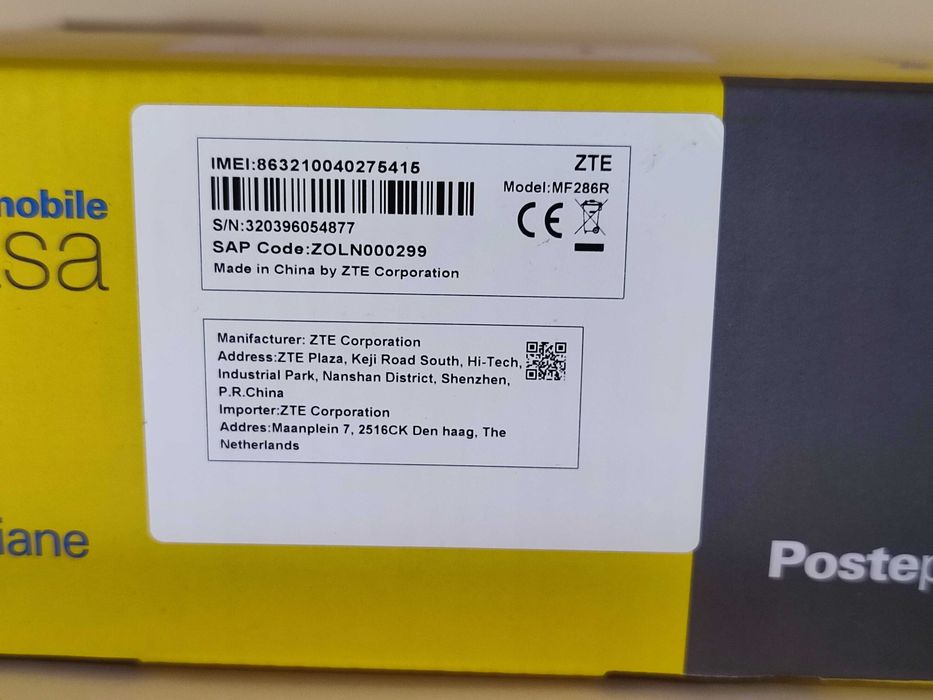 IMEI:863210040275415
ZTE
Model:MF286R
CE
S/N:320396054877
SAP Code:ZOLN000299
Made in China by ZTE Corporation
mobile
sa
Manifacturer: ZTE Corporation
Address:ZTE Plaza, Keji Road South, Hi-Tech,
Industrial Park, Nanshan District, Shenzhen,
P.R.China
Importer:ZTE Corporation
Addres:Maanplein 7, 2516CK Den haag, The
Netherlands
iane
Postep